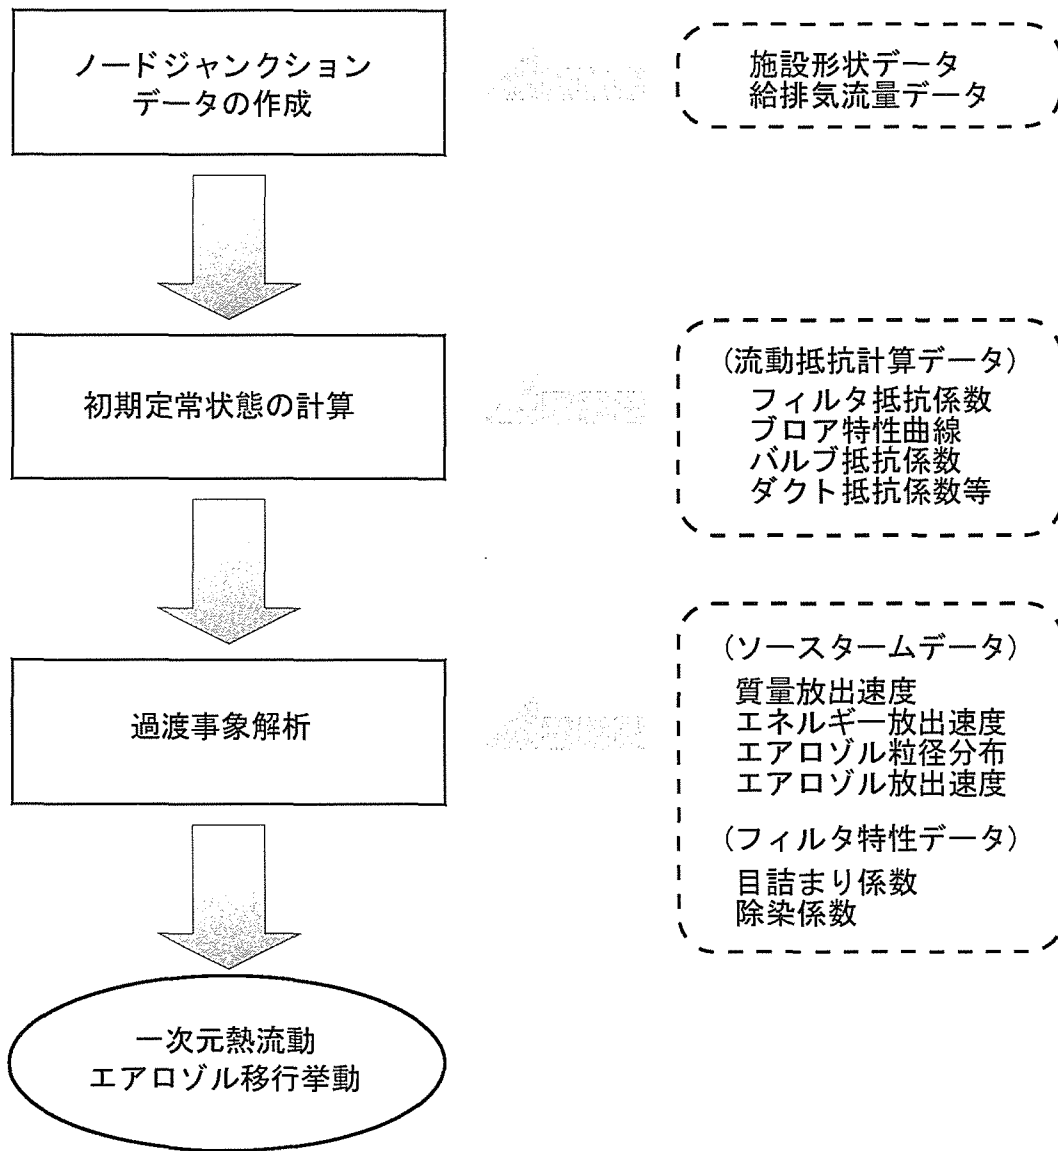 ノードジャンクション
データの作成
施設形状データ
給排気流量データ
初期定常状態の計算
(流動抵抗計算データ)
フィルタ抵抗係数
ブロア特性曲線
バルブ抵抗係数
ダクト抵抗係数等
過渡事象解析
(ソースタームデータ)
質量放出速度
エネルギー放出速度
エアロゾル粒径分布
エアロゾル放出速度
(フィルタ特性データ)
目詰まり係数
除染係数
一次元熱流動
エアロゾル移行挙動